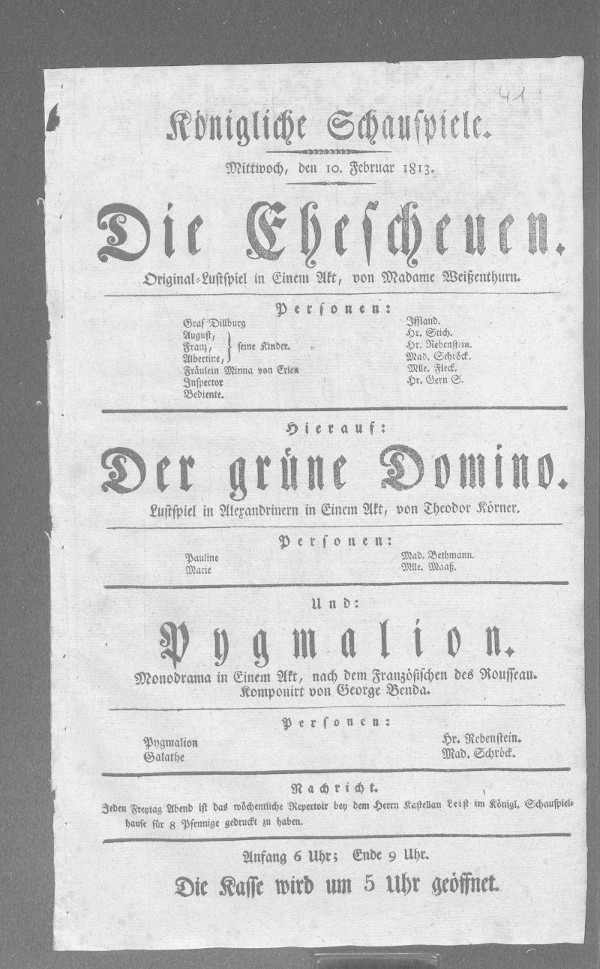 41
Königliche Schauspiele.
Mittwoch, den 10. Februar 1813.
Die Ehescheuen.
Original-Lustspiel in Einem Akt, von Madame Weißenthurn.
Personen:
Graf Dillburg Iffland.
August, Hr. Stich.
Franz, } seine Kinder. Hr. Rebenstein.
Albertine, Mad. Schröck.
Fräulein Minna von Erlen Mlle. Fleck.
Inspector Hr. Gern S.
Bediente.
Hierauf:
Der grüne Domino.
Lustspiel in Alexandrinern in Einem Akt, von Theodor Körner.
Personen:
Pauline Mad. Bethmann.
Marie Mlle. Maaß.
Und:
Pygmalion.
Monodrama in Einem Akt, nach dem Französischen des Rousseau.
Komponirt von George Benda.
Personen:
Pygmalion Hr. Rebenstein.
Galathe Mad. Schröck.
Nachricht.
Jeden Freytag Abend ist das wöchentliche Repertoir bey dem Herrn Kastellan Leist im Königl. Schauspiel-
hause für 8 Pfennige gedruckt zu haben.
Anfang 6 Uhr; Ende 9 Uhr.
Die Kasse wird um 5 Uhr geöffnet.